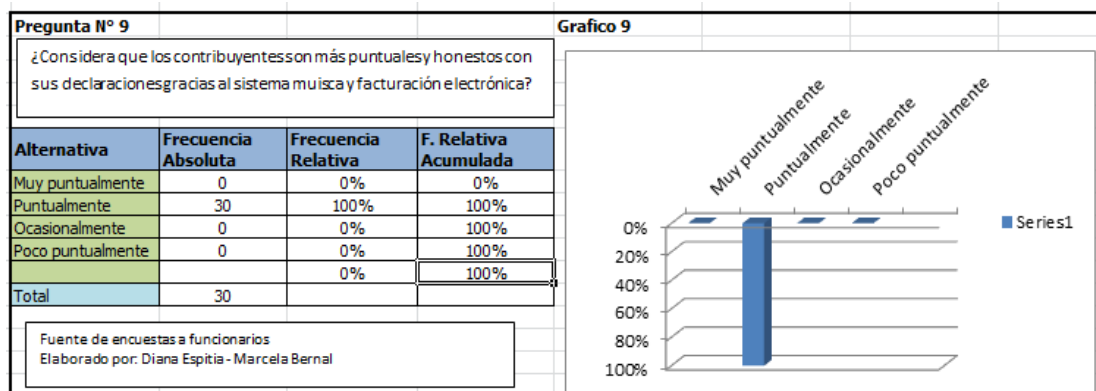 Pregunta N° 9
Grafico 9
¿Considera que los contribuyentes son más puntuales y honestos con
sus declaraciones gracias al sistema muisca y facturación electrónica?
Alternativa Frecuencia Absoluta Frecuencia Relativa F. Relativa Acumulada
Muy puntualmente 0 0% 0%
Puntualmente 30 100% 100%
Ocasionalmente 0 0% 100%
Poco puntualmente 0 0% 100%
0% 100%
Total 30
Fuente de encuestas a funcionarios
Elaborado por: Diana Espitia - Marcela Bernal
Muy puntualmente
Puntualmente
Ocasionalmente
Poco puntualmente
0%
20%
40%
60%
80%
100%
Series1